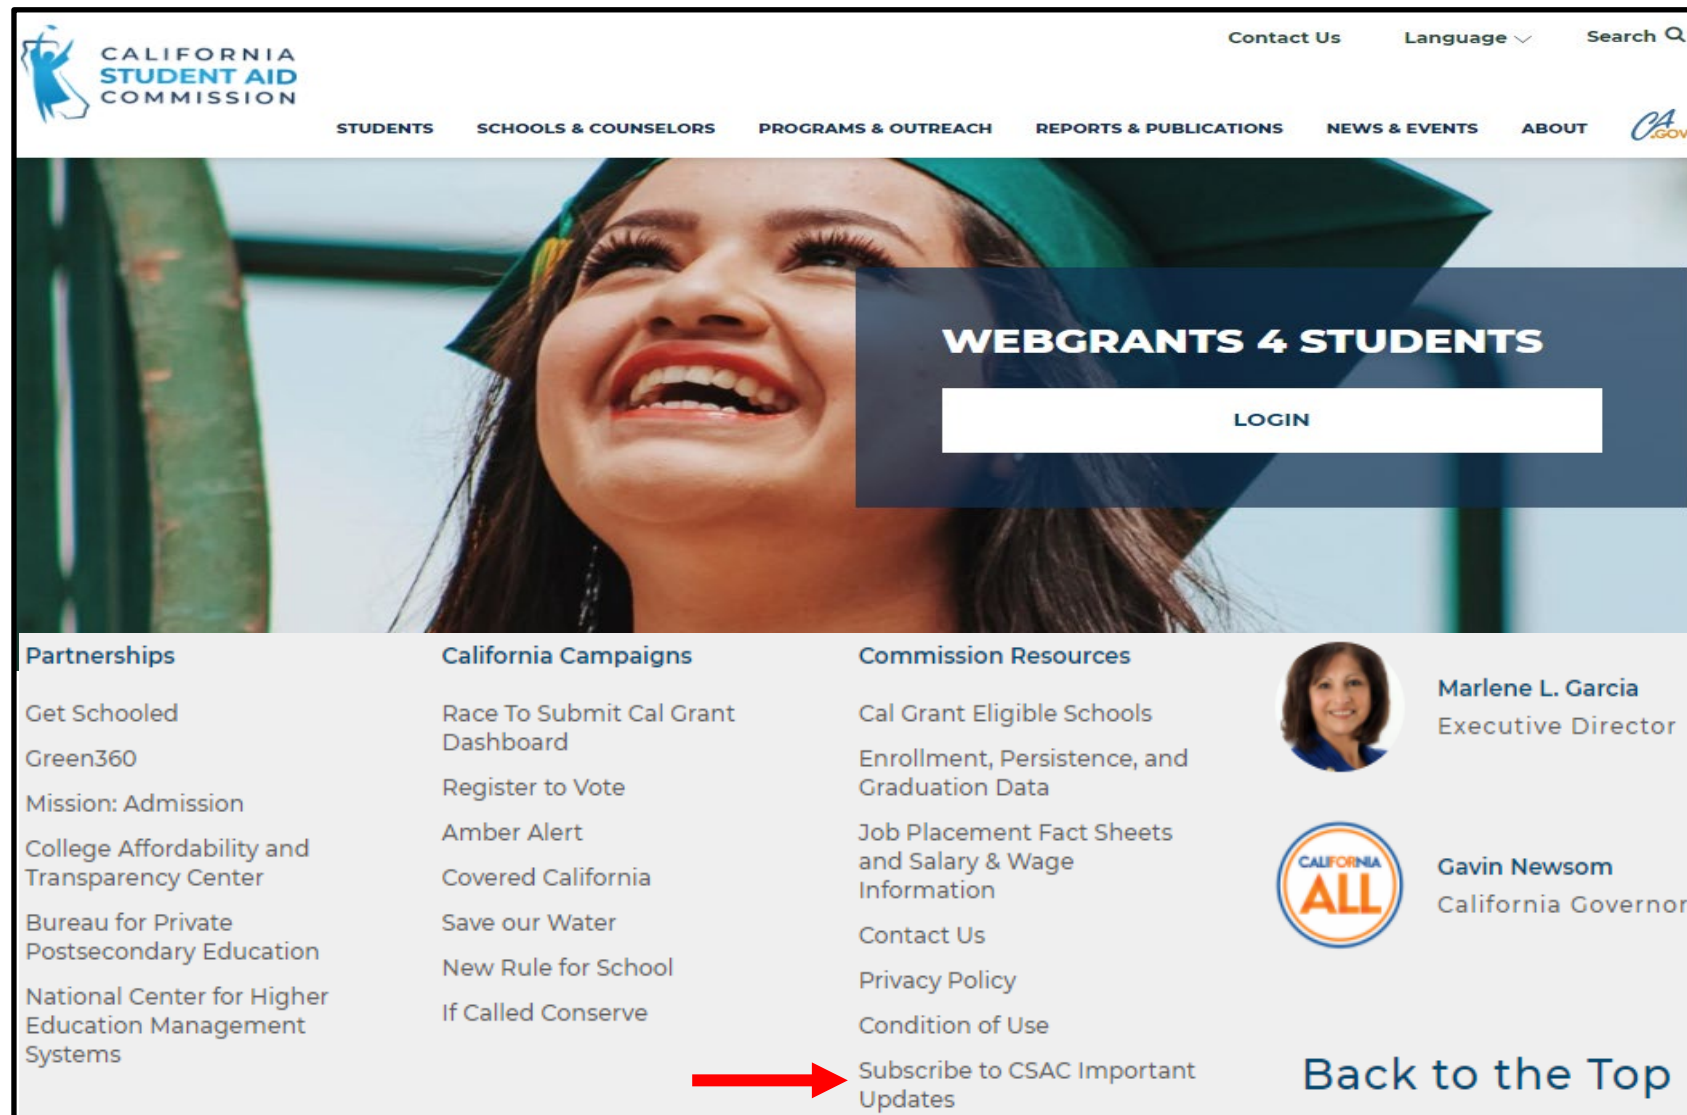 Contact Us Language Search
CALIFORNIA
STUDENT AID
COMMISSION
STUDENTS SCHOOLS & COUNSELORS PROGRAMS & OUTREACH REPORTS & PUBLICATIONS NEWS & EVENTS ABOUT CA.GOV
WEBGRANTS 4 STUDENTS
LOGIN
Partnerships
Get Schooled
Green360
Mission: Admission
College Affordability and
Transparency Center
Bureau for Private
Postsecondary Education
National Center for Higher
Education Management
Systems
California Campaigns
Race To Submit Cal Grant
Dashboard
Register to Vote
Amber Alert
Covered California
Save our Water
New Rule for School
If Called Conserve
Commission Resources
Cal Grant Eligible Schools
Enrollment, Persistence, and
Graduation Data
Job Placement Fact Sheets
and Salary & Wage
Information
Contact Us
Privacy Policy
Condition of Use
Subscribe to CSAC Important
Updates
Marlene L. Garcia
Executive Director
CALIFORNIA
ALL
Gavin Newsom
California Governor
Back to the Top